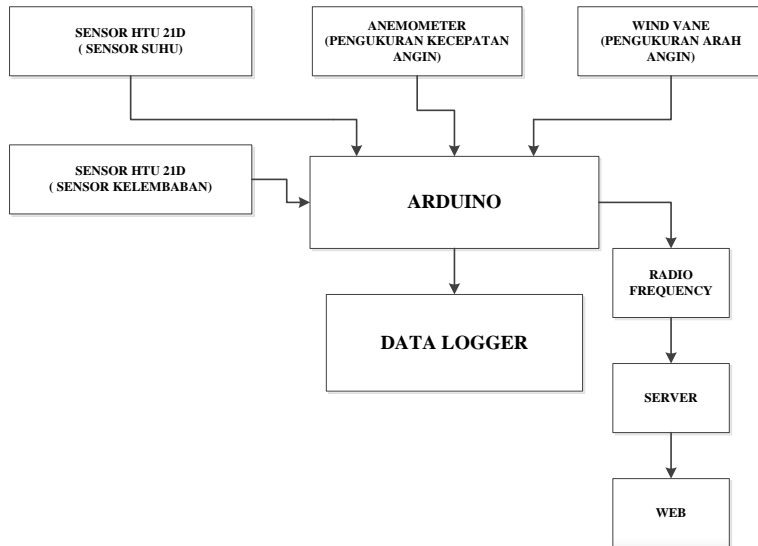 SENSOR HTU 21D
( SENSOR SUHU)
ANEMOMETER
(PENGUKURAN KECEPATAN
ANGIN)
WIND VANE
(PENGUKURAN ARAH
ANGIN)
SENSOR HTU 21D
( SENSOR KELEMBABAN)
ARDUINO
RADIO
FREQUENCY
DATA LOGGER
SERVER
WEB